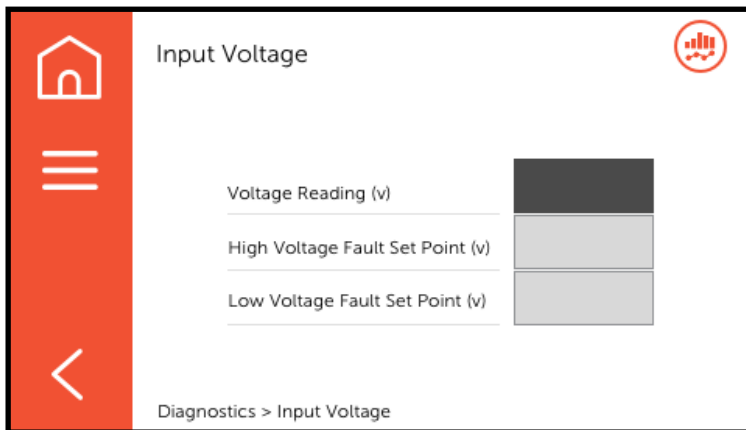 Input Voltage
Voltage Reading (v)
High Voltage Fault Set Point (v)
Low Voltage Fault Set Point (v)
Diagnostics > Input Voltage